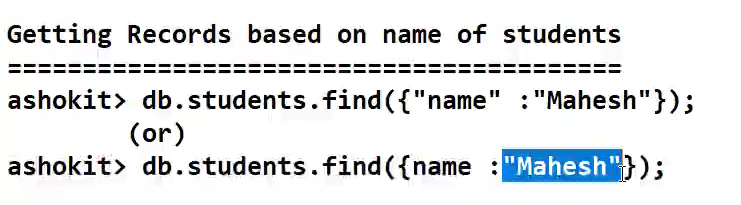 Getting Records based on name of students
=========================================
ashokit> db.students.find({"name" :"Mahesh"});
(or)
ashokit> db.students.find({name :"Mahesh"});